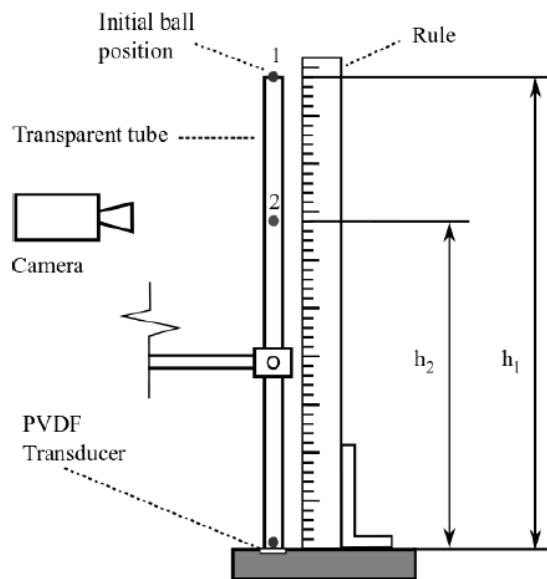 Initial ball
position
1
Rule
Transparent tube
2
Camera
h₂
h₁
PVDF
Transducer